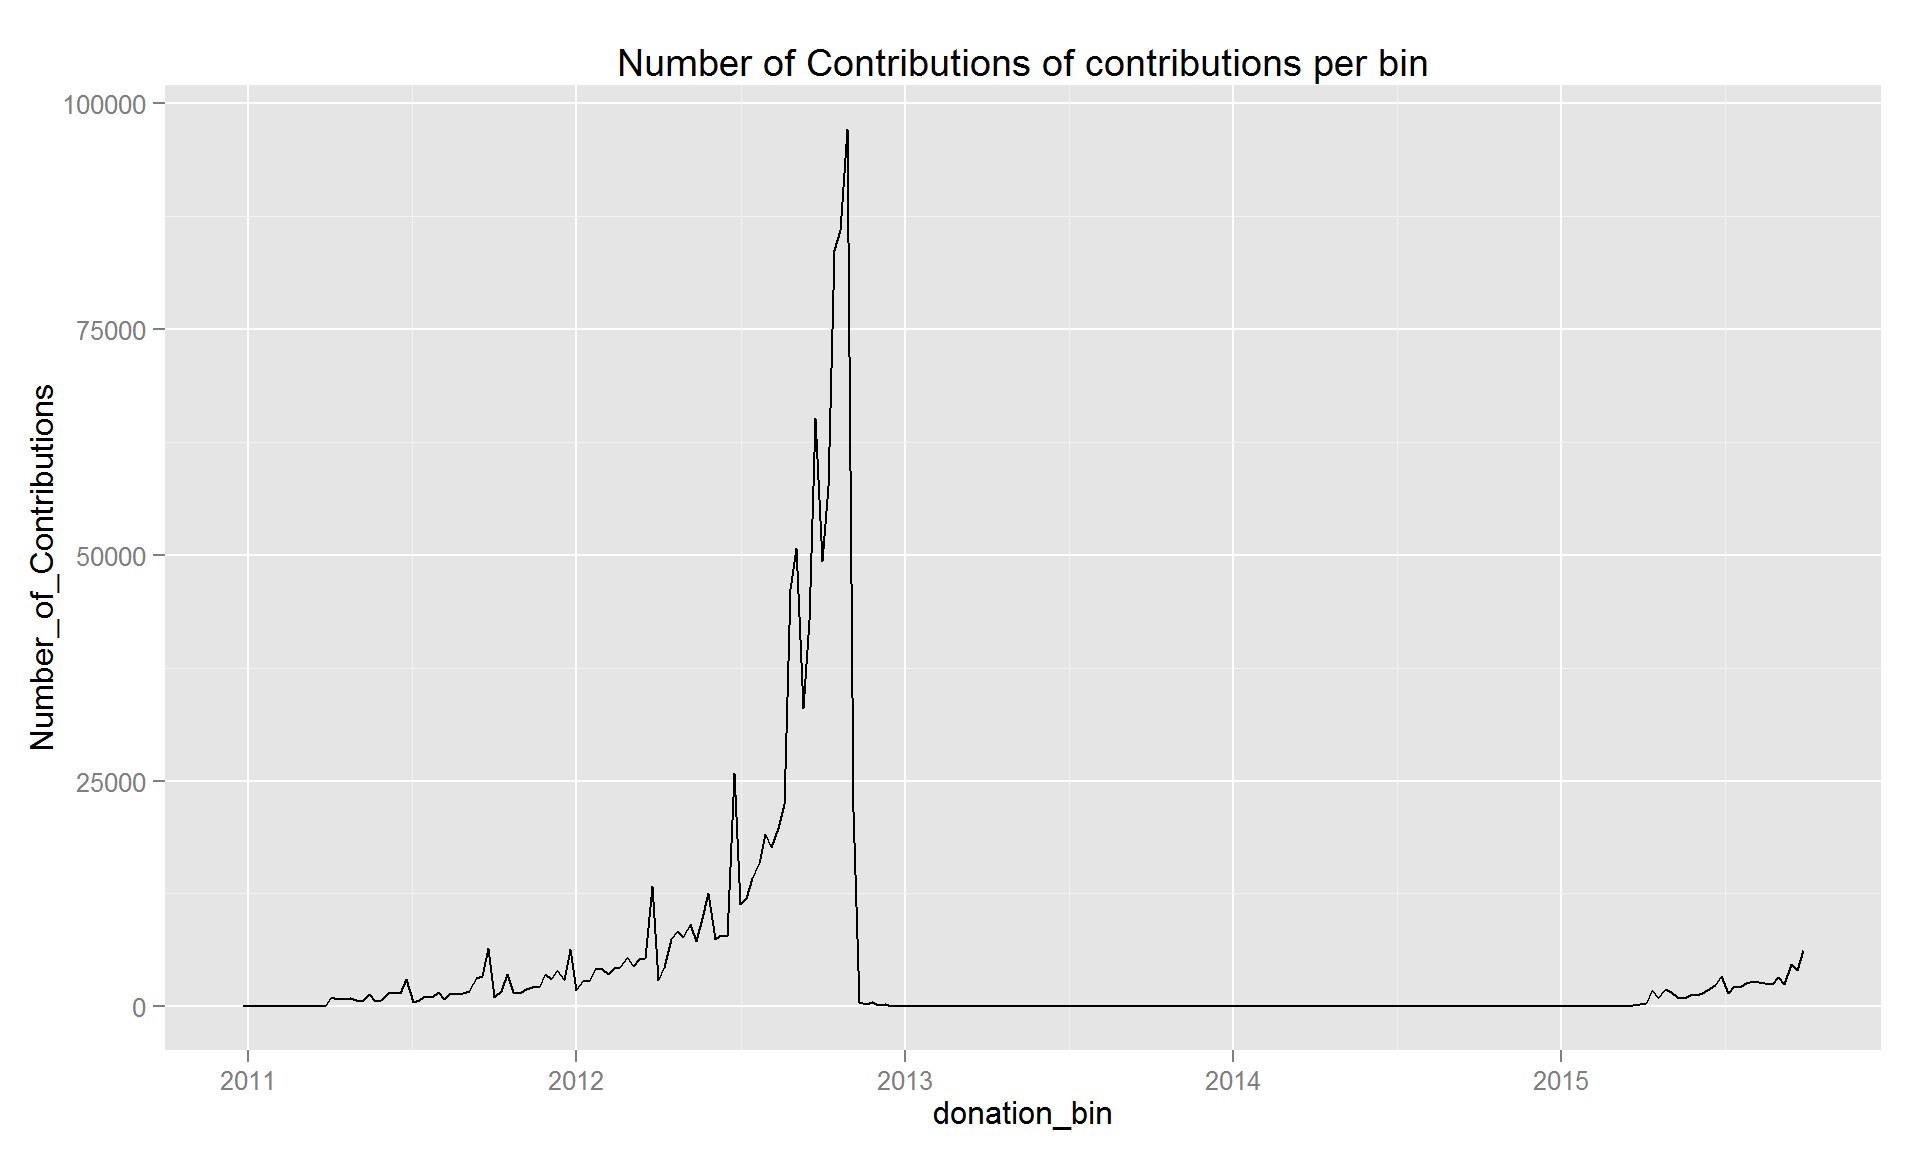 Number of Contributions of contributions per bin
100000
75000
50000
25000
0
Number_of_Contributions
2011 2012 2013 2014 2015
donation_bin